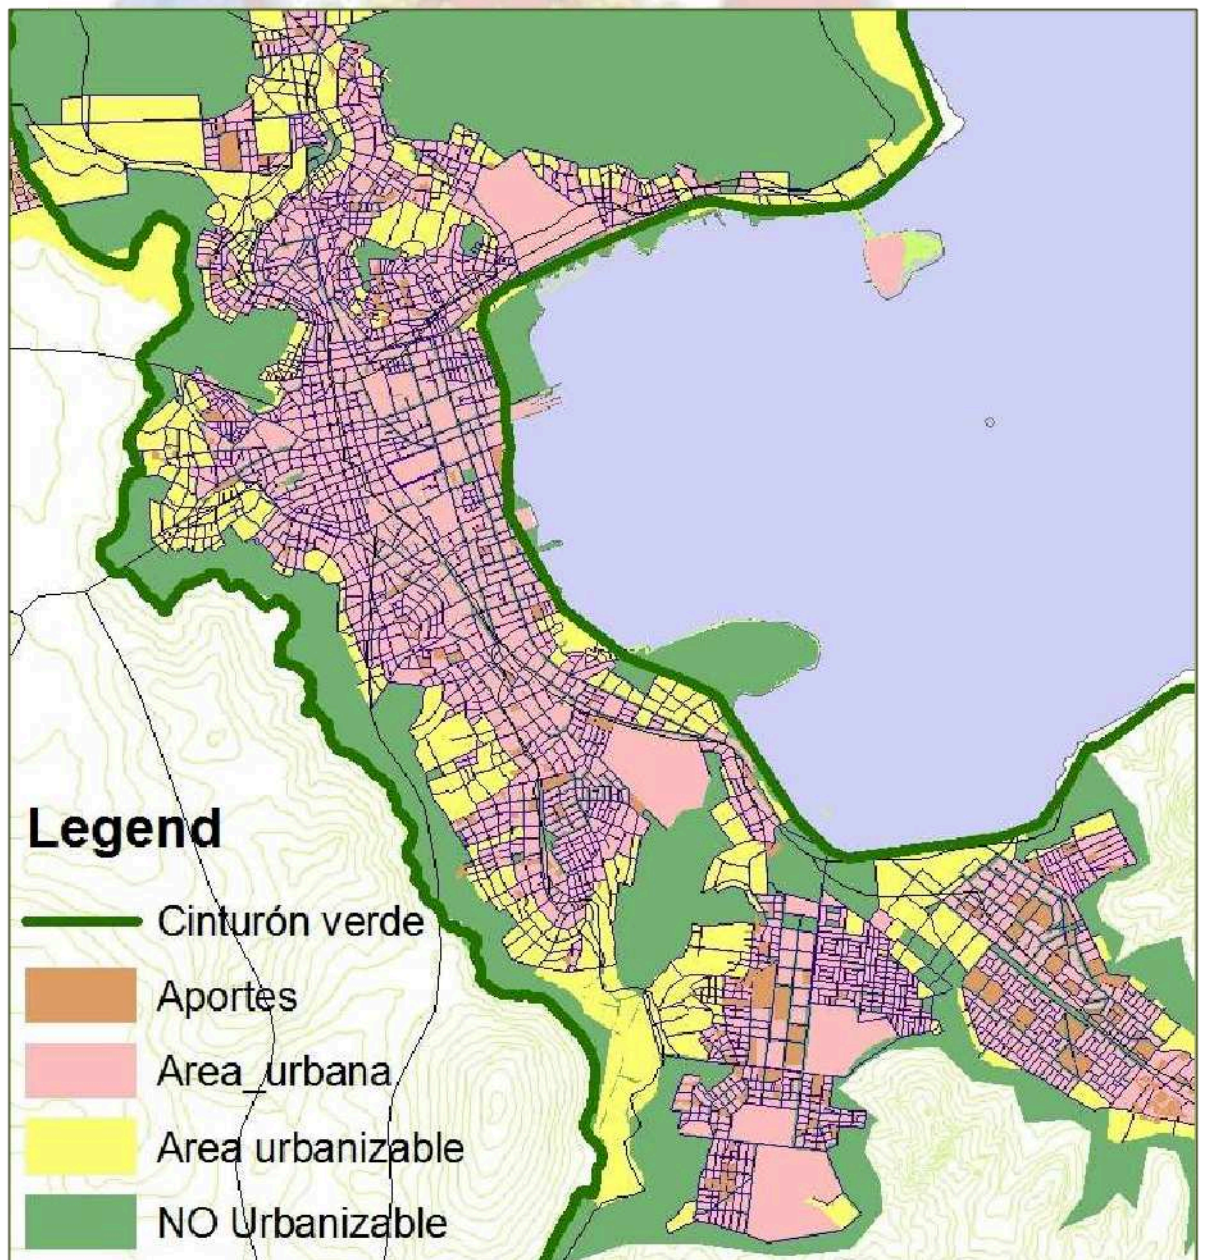 Legend
Cinturón verde
Aportes
Area_urbana
Area urbanizable
NO Urbanizable